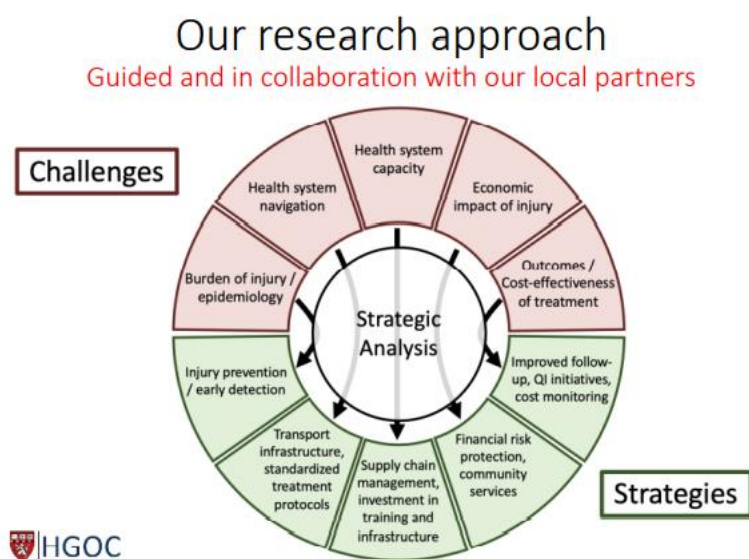 Our research approach
Guided and in collaboration with our local partners
Challenges
Health system
capacity
Health system
navigation
Economic
impact of injury
Burden of injury /
epidemiology
Outcomes /
Cost-effectiveness
of treatment
Strategic
Analysis
Injury prevention
/ early detection
Improved follow-
up, QI initiatives,
cost monitoring
Transport
infrastructure,
standardized
treatment
protocols
Supply chain
management,
investment in
training and
infrastructure
Financial risk
protection,
community
services
Strategies
HGOC